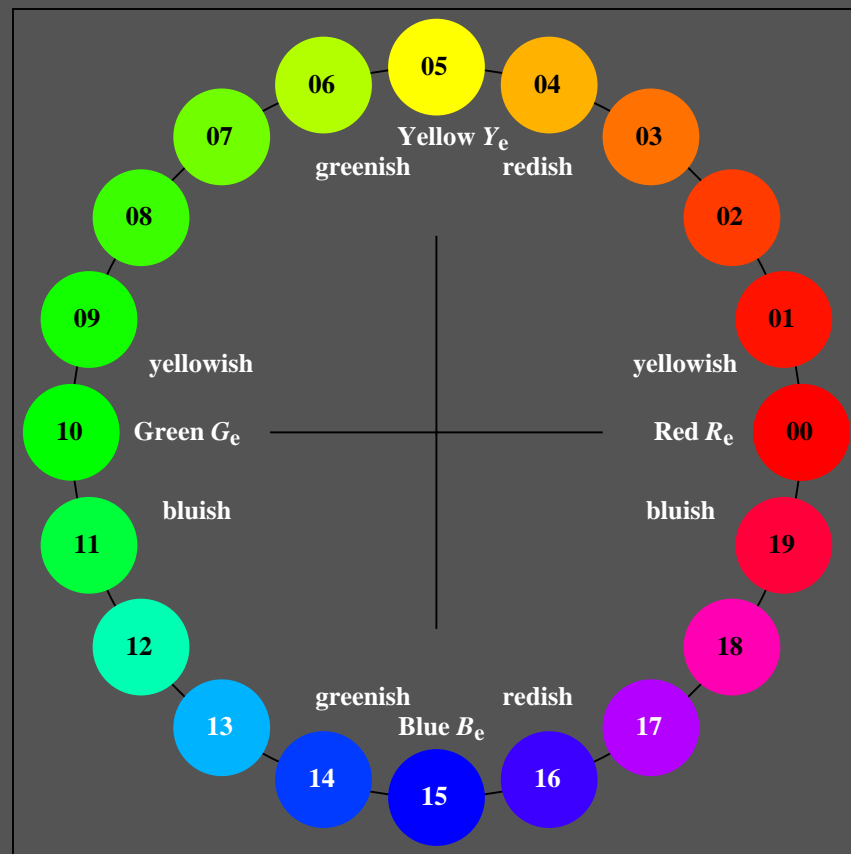 05
06
04
07
Yellow Ye
03
greenish
redish
08
02
09
01
yellowish
yellowish
10
Green Ge
Red Re
00
bluish
bluish
11
19
12
18
greenish
redish
13
Blue Be
17
14
16
15